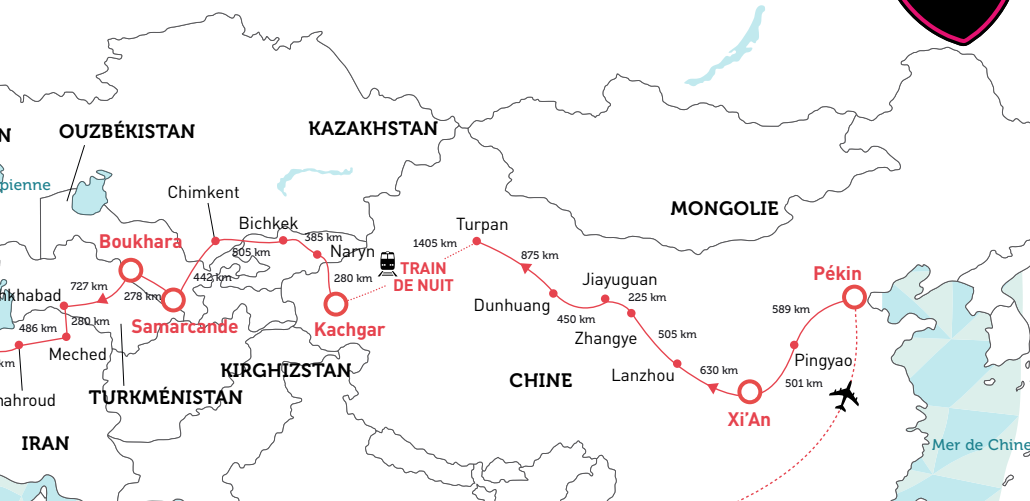 N
OUZBÉKISTAN
KAZAKHSTAN
pienne
Chimkent
MONGOLIE
Bichkek
Turpan
Boukhara
385 km
1405 km
505 km
Naryn
875 km
TRAIN
DE NUIT
Pékin
442 km
280 km
Jiayuguan
727 km
nkhabad
278 km
225 km
Dunhuang
589 km
280 km
Samarcande
450 km
486 km
Kachgar
Zhangye
505 km
Meched
Pingyao
km
KIRGHIZSTAN
630 km
Lanzhou
CHINE
501 km
TURKMÉNISTAN
nahroud
Xi'An
IRAN
Mer de Chine